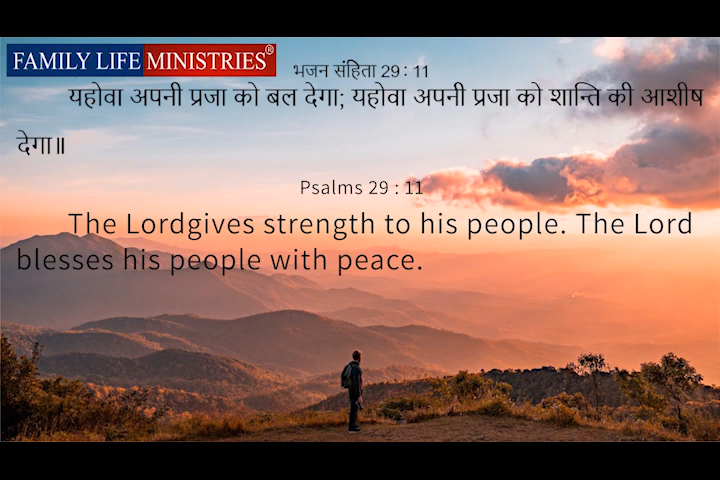 FAMILY LIFE MINISTRIES®
भजन संहिता 29 : 11
यहोवा अपनी प्रजा को बल देगा; यहोवा अपनी प्रजा को शान्ति की आशीष
देगा॥
Psalms 29 : 11
The Lordgives strength to his people. The Lord
blesses his people with peace.